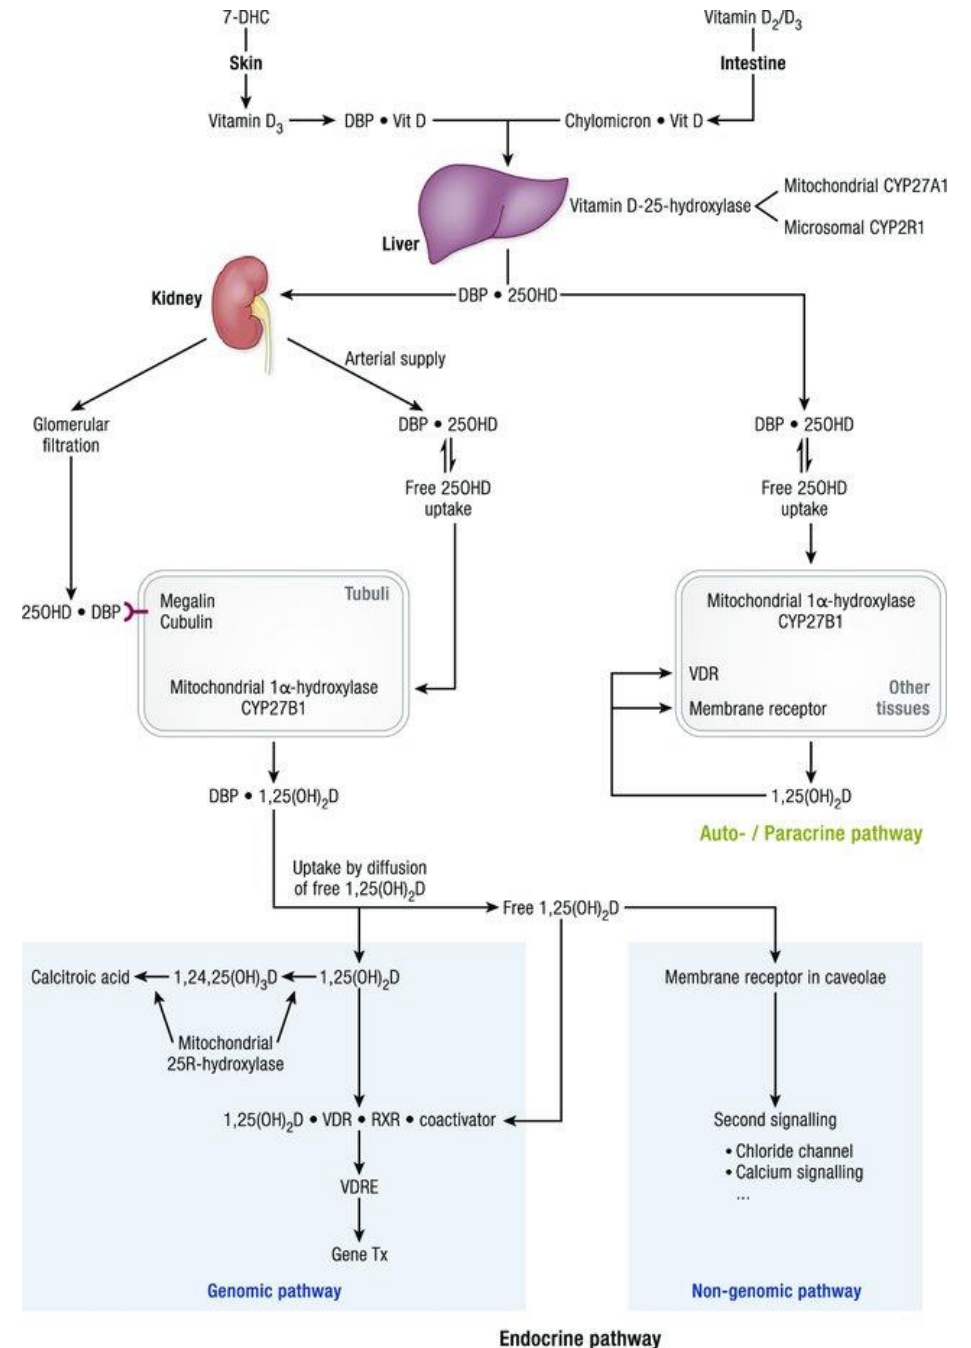 7-DHC
Vitamin D₂/D₃
Skin
Intestine
Vitamin D₃
DBP • Vit D
Chylomicron • Vit D
Mitochondrial CYP27A1
Vitamin D-25-hydroxylase
Microsomal CYP2R1
Liver
Kidney
DBP • 25OHD
Arterial supply
Glomerular
filtration
DBP • 25OHD
Free 25OHD
uptake
DBP • 25OHD
Free 25OHD
uptake
25OHD • DBP
Megalin
Cubulin
Tubuli
Mitochondrial 1α-hydroxylase
CYP27B1
Mitochondrial 1α-hydroxylase
CYP27B1
VDR
Membrane receptor
Other
tissues
DBP • 1,25(OH)₂D
1,25(OH)₂D
Auto- / Paracrine pathway
Uptake by diffusion
of free 1,25(OH)₂D
Free 1,25(OH)₂D
Calcitroic acid
1,24,25(OH)₃D
1,25(OH)₂D
Mitochondrial
25R-hydroxylase
1,25(OH)₂D • VDR • RXR • coactivator
VDRE
Gene Tx
Genomic pathway
Membrane receptor in caveolae
Second signalling
• Chloride channel
• Calcium signalling
...
Non-genomic pathway
Endocrine pathway